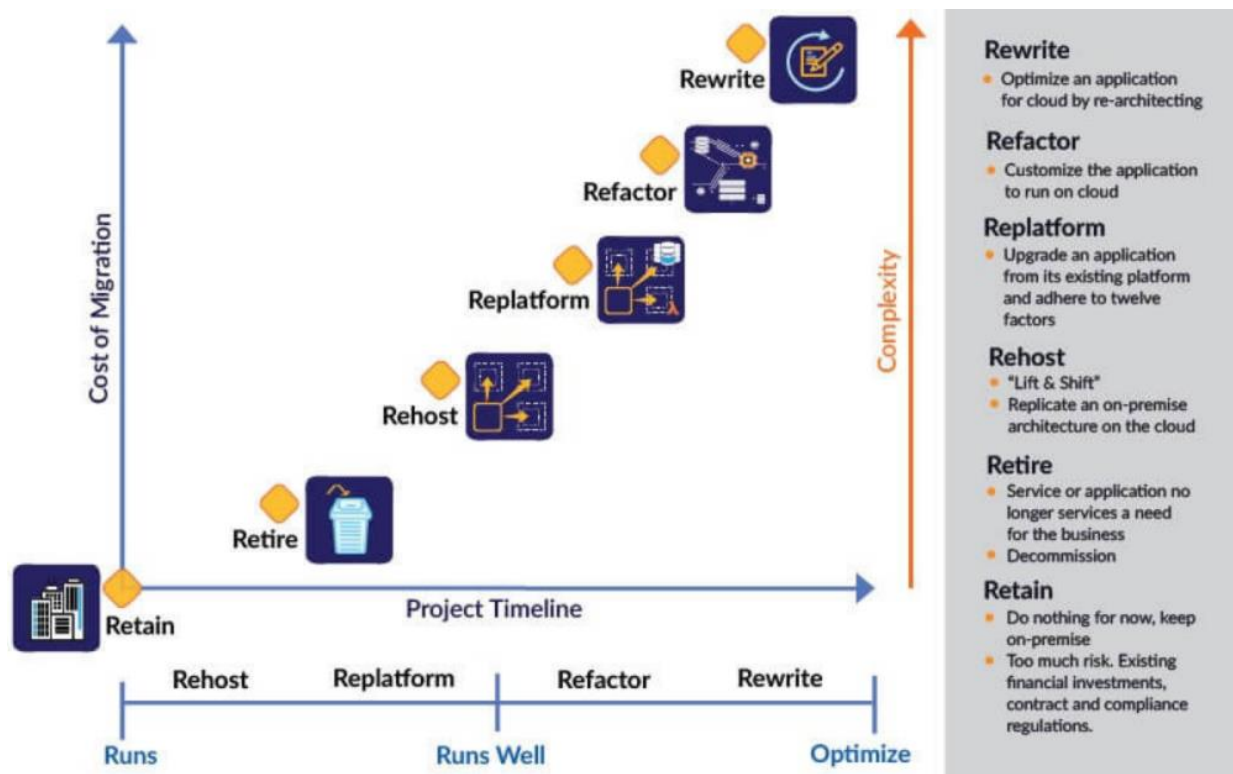 Cost of Migration
Rewrite
Refactor
Replatform
Rehost
Retire
Retain
Project Timeline
Complexity
Rehost
Replatform
Refactor
Rewrite
Runs
Runs Well
Optimize
Rewrite
Optimize an application
for cloud by re-architecting
Refactor
Customize the application
to run on cloud
Replatform
Upgrade an application
from its existing platform
and adhere to twelve
factors
Rehost
“Lift & Shift”
Replicate an on-premise
architecture on the cloud
Retire
Service or application no
longer services a need
for the business
Decommission
Retain
Do nothing for now, keep
on-premise
Too much risk. Existing
financial investments,
contract and compliance
regulations.